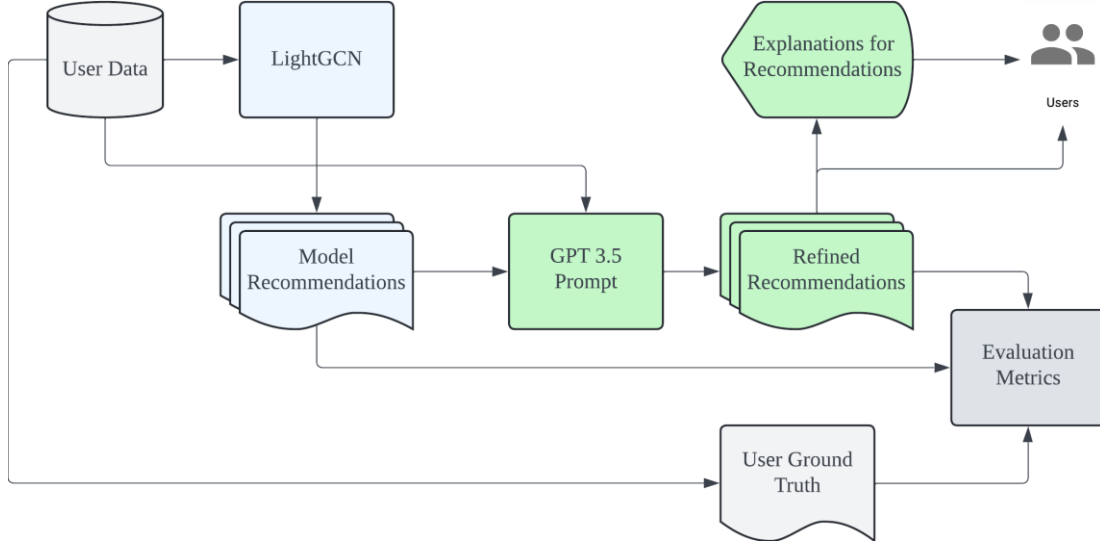 User Data
LightGCN
Explanations for
Recommendations
Users
Model
Recommendations
GPT 3.5
Prompt
Refined
Recommendations
Evaluation
Metrics
User Ground
Truth